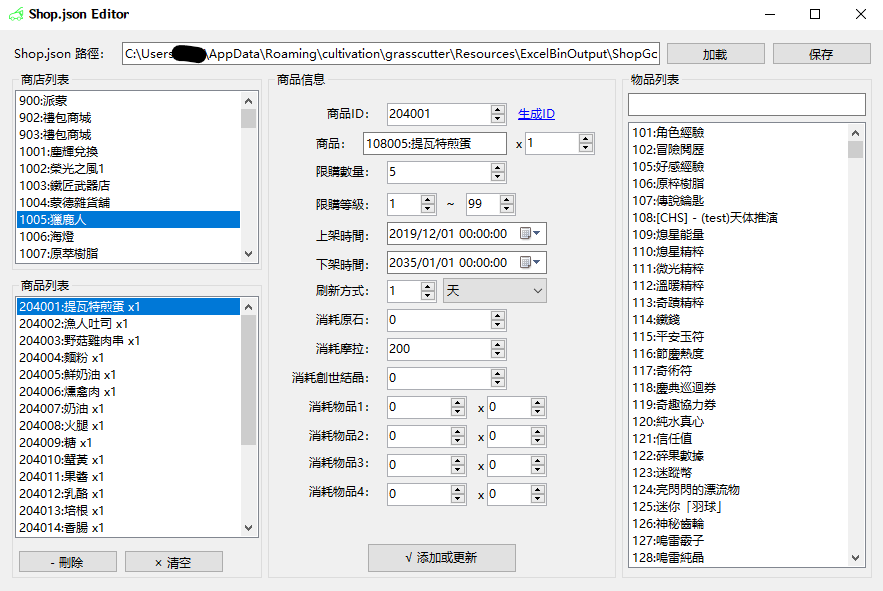 Shop.json Editor
Shop.json 路徑：
C:\Users
\AppData\Roaming\cultivation\grasscutter\Resources\ExcelBinOutput\ShopGc
加載
保存
商店列表
900:派蒙
902:禮包商城
903:禮包商城
1001:塵輝兌換
1002:榮光之風1
1003:鐵匠武器店
1004:蒙德雜貨舖
1005:獵鹿人
1006:海燈
1007:原萃樹脂
商品列表
204001:提瓦特煎蛋 x1
204002:漁人吐司 x1
204003:野菇雞肉串 x1
204004:麵粉 x1
204005:鮮奶油 x1
204006:燻禽肉 x1
204007:奶油 x1
204008:火腿 x1
204009:糖 x1
204010:蟹黃 x1
204011:果醬 x1
204012:乳酪 x1
204013:培根 x1
204014:香腸 x1
- 刪除
× 清空
商品信息
商品ID： 204001 生成ID
商品： 108005:提瓦特煎蛋 x 1
限購數量： 5
限購等級： 1 ~ 99
上架時間： 2019/12/01 00:00:00
下架時間： 2035/01/01 00:00:00
刷新方式： 1 天
消耗原石： 0
消耗摩拉： 200
消耗創世結晶： 0
消耗物品1： 0 x 0
消耗物品2： 0 x 0
消耗物品3： 0 x 0
消耗物品4： 0 x 0
√ 添加或更新
物品列表
101:角色經驗
102:冒險閱歷
105:好感經驗
106:原粹樹脂
107:傳說鑰匙
108:[CHS] - (test)天体推演
109:熄星能量
110:熄星精粹
111:微光精粹
112:溫暖精粹
113:奇蹟精粹
114:鐵錢
115:平安玉符
116:節慶熱度
117:奇術符
118:慶典巡迴券
119:奇趣協力券
120:純水真心
121:信任值
122:碎果數據
123:迷蹤幣
124:亮閃閃的漂流物
125:迷你「羽球」
126:神秘齒輪
127:鳴雷骰子
128:鳴雷純晶